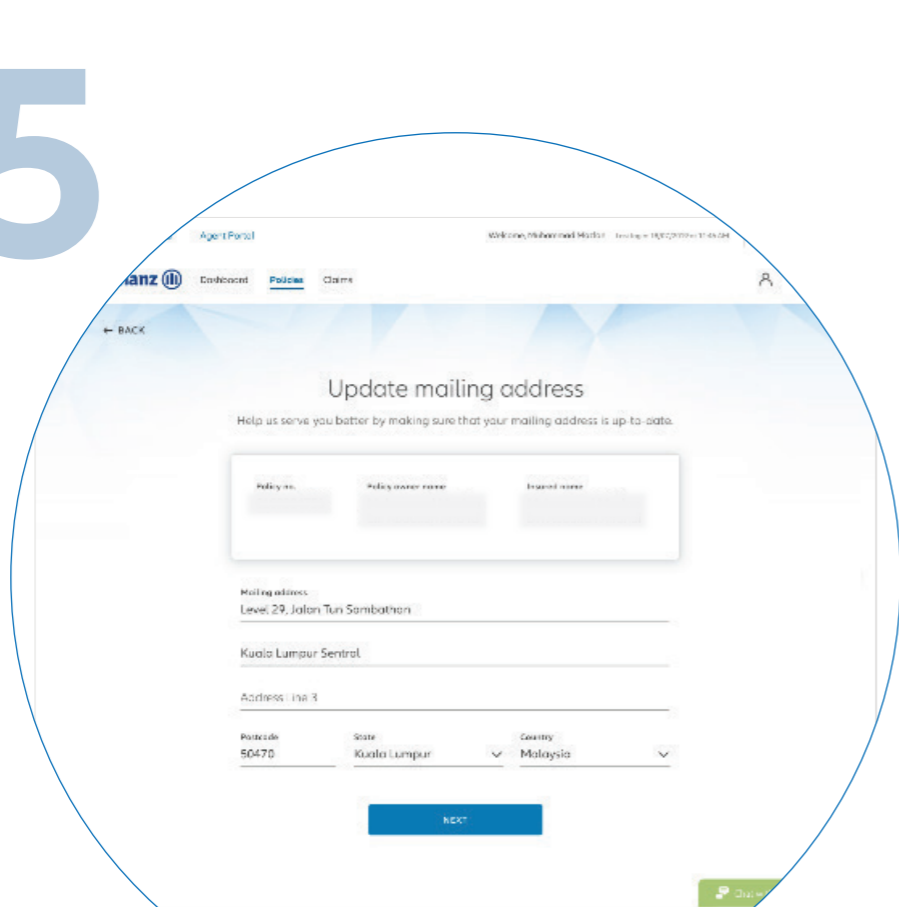 5
Agent Portal
Welcome, Muhammad
anz Dashboard Policies Claims
← BACK
Update mailing address
Help us serve you better by making sure that your mailing address is up-to-date.
Policy no. Policy owner name Insured name
Mailing address
Level 29, Jalan Tun Sambathan
Kuala Lumpur Sentral
Address Line 3
Postcode State Country
50470 Kuala Lumpur Malaysia
NEXT
Chat